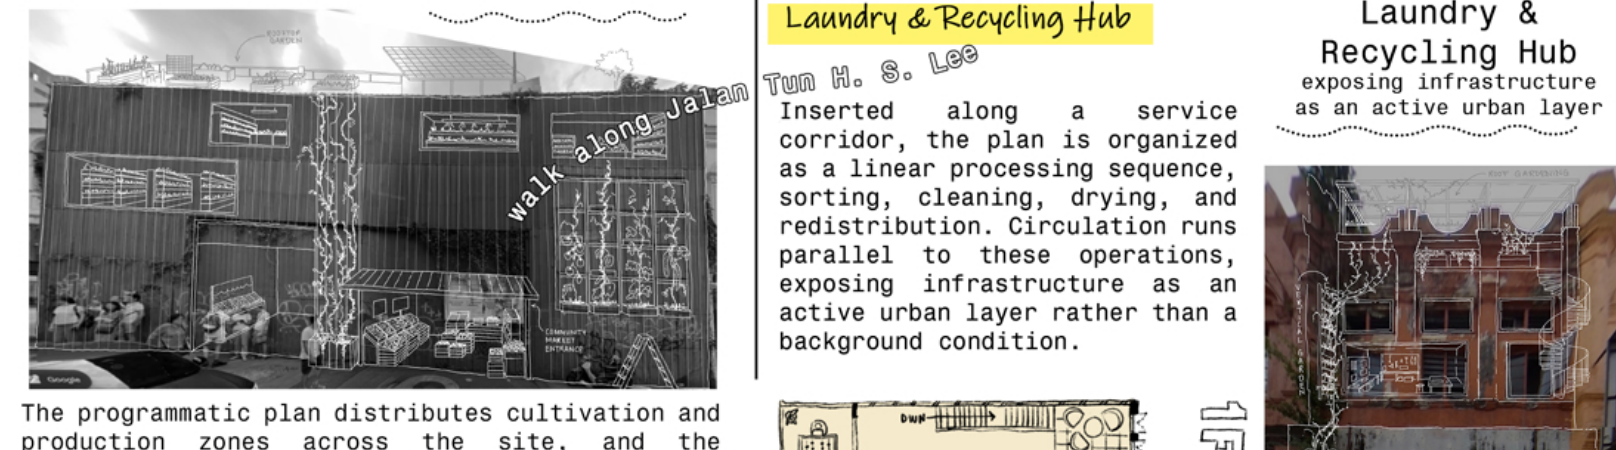 ROOFTOP
GARDEN
walk along Jalan Tun H. S. Lee
COMMUNITY
MARKET
ENTRANCE
Google
The programmatic plan distributes cultivation and
production zones across the site, and the
Laundry & Recycling Hub
Inserted along a service
corridor, the plan is organized
as a linear processing sequence,
sorting, cleaning, drying, and
redistribution. Circulation runs
parallel to these operations,
exposing infrastructure as an
active urban layer rather than a
background condition.
DWN
Laundry &
Recycling Hub
exposing infrastructure
as an active urban layer
VERTICAL GARDEN